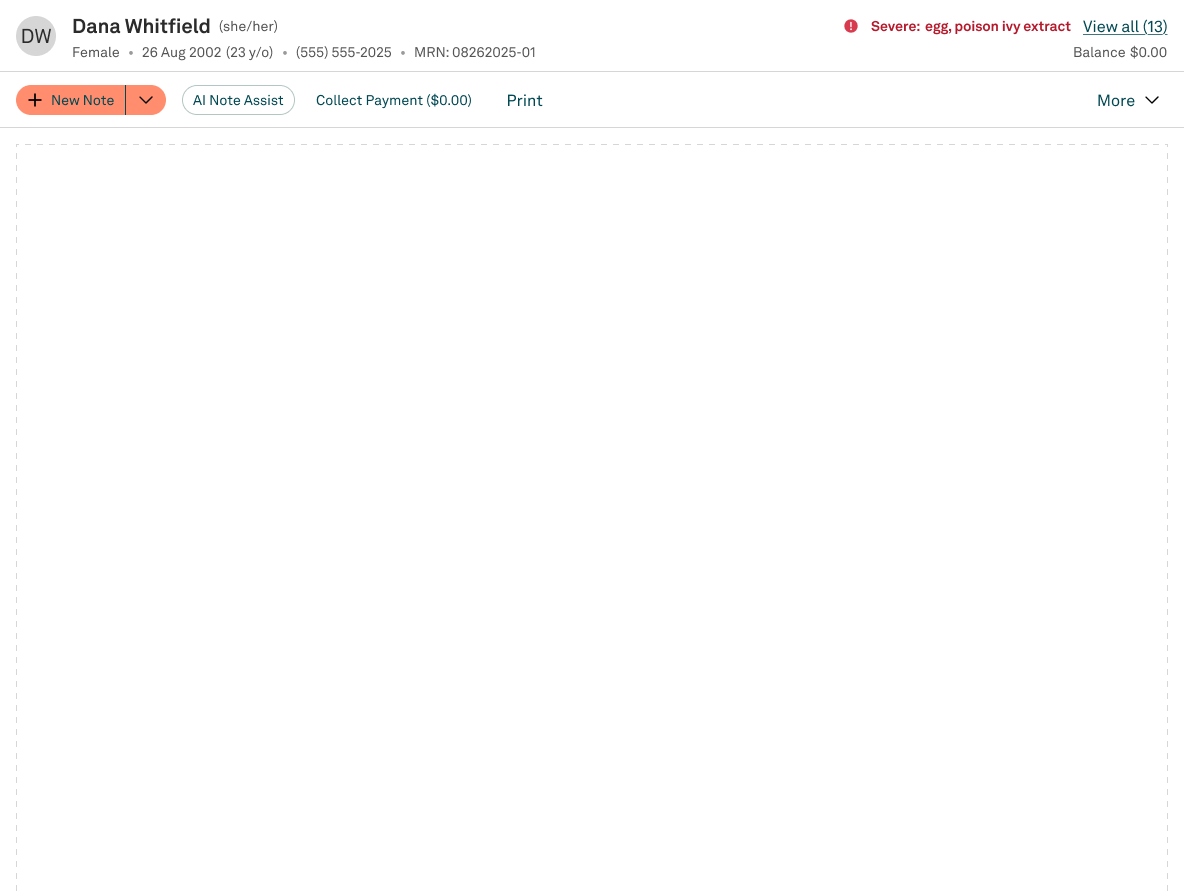 DW
Dana Whitfield (she/her)
Female • 26 Aug 2002 (23 y/o) • (555) 555-2025 • MRN: 08262025-01
Severe: egg, poison ivy extract View all (13)
Balance $0.00
New Note
AI Note Assist
Collect Payment ($0.00)
Print
More